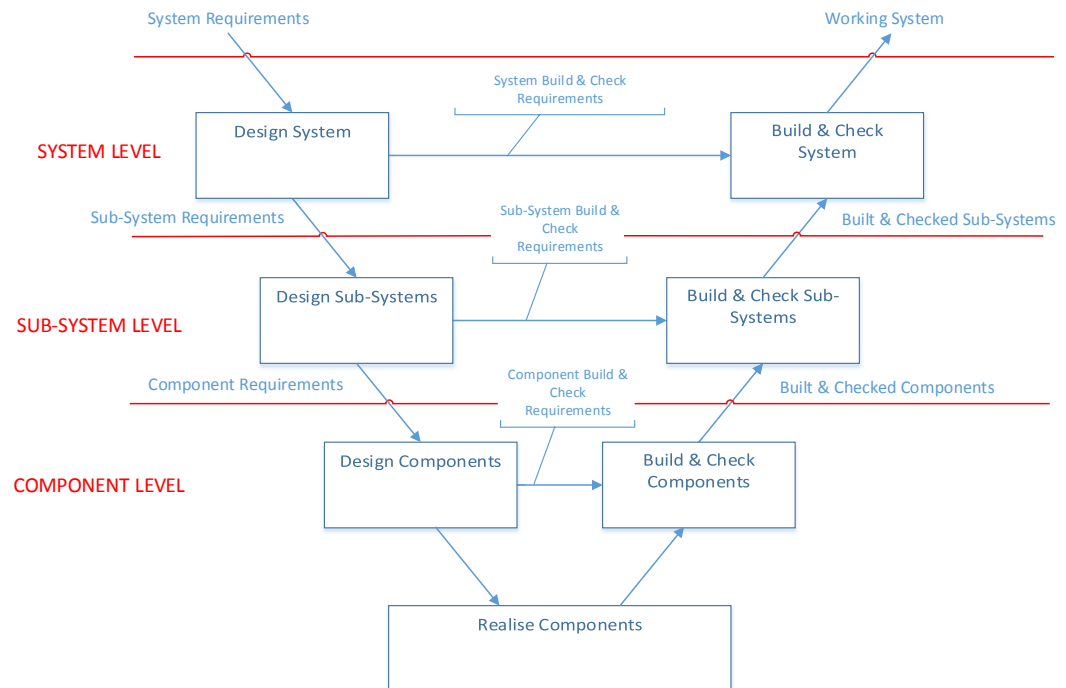 System Requirements
Working System
System Build & Check
Requirements
Design System
Build & Check
System
SYSTEM LEVEL
Sub-System Requirements
Sub-System Build &
Check
Requirements
Built & Checked Sub-Systems
Design Sub-Systems
Build & Check Sub-
Systems
SUB-SYSTEM LEVEL
Component Requirements
Component Build &
Check
Requirements
Built & Checked Components
Design Components
Build & Check
Components
COMPONENT LEVEL
Realise Components